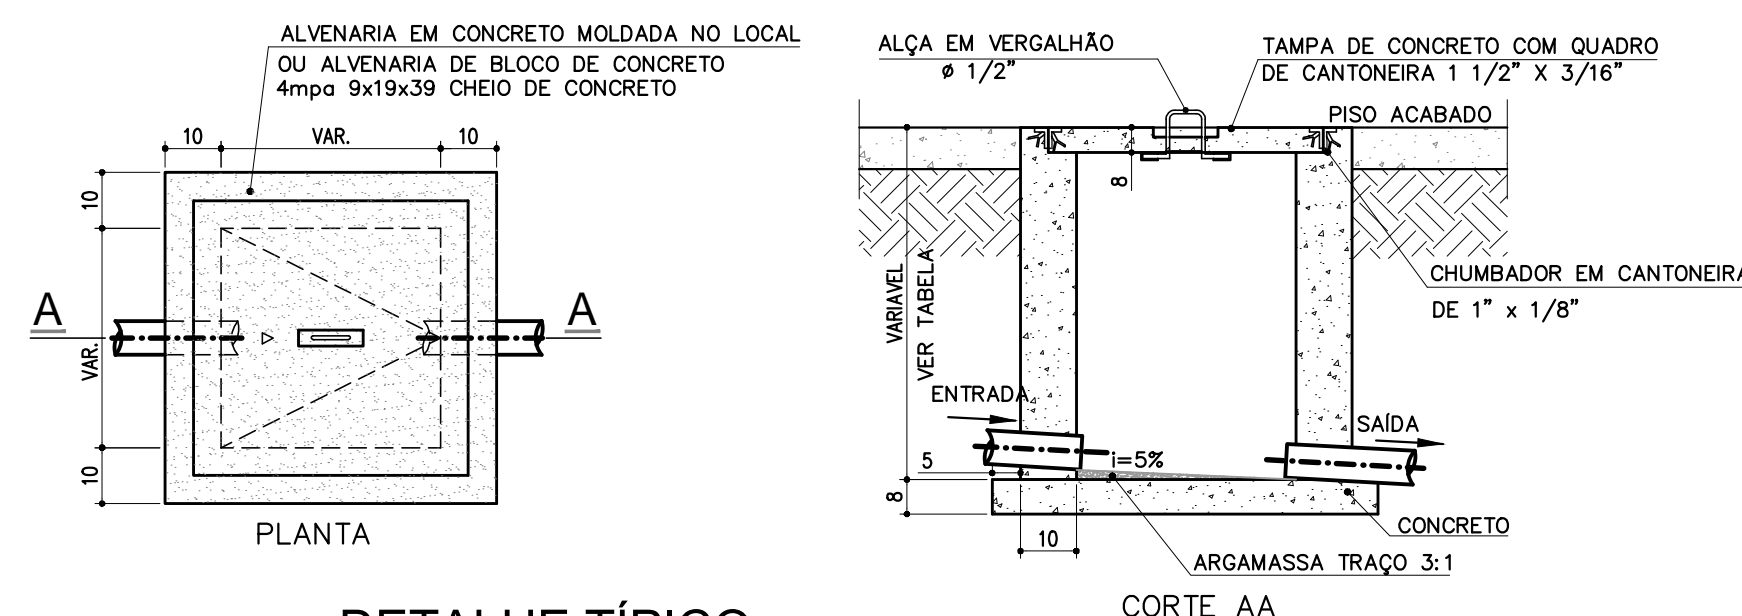 ALVENARIA EM CONCRETO MOLDADA NO LOCAL
OU ALVENARIA DE BLOCO DE CONCRETO
4mpa 9x19x39 CHEIO DE CONCRETO
10
VAR.
10
10
VAR.
10
A
A
PLANTA
ALÇA EM VERGALHÃO
ø 1/2"
TAMPA DE CONCRETO COM QUADRO
DE CANTONEIRA 1 1/2" X 3/16"
PISO ACABADO
8
CHUMBADOR EM CANTONEIRA
DE 1" x 1/8"
VARIAVEL
VER TABELA
ENTRADA
SAÍDA
i=5%
5
8
10
CONCRETO
ARGAMASSA TRAÇO 3:1
CORTE AA
DETALHE TÍPICO